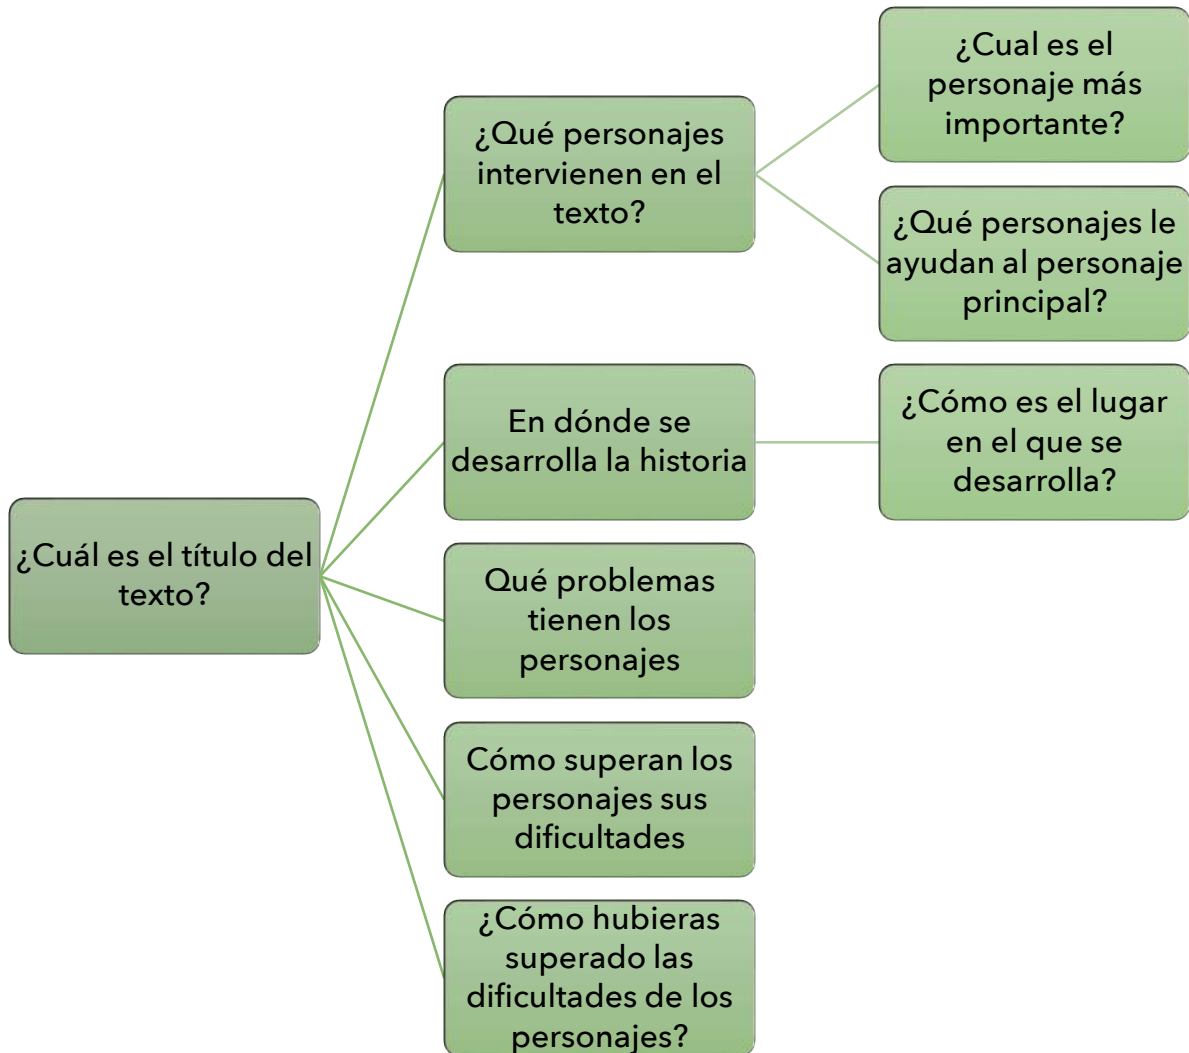 ¿Cuál es el título del
texto?
¿Qué personajes
intervienen en el
texto?
¿Cual es el
personaje más
importante?
¿Qué personajes le
ayudan al personaje
principal?
En dónde se
desarrolla la historia
¿Cómo es el lugar
en el que se
desarrolla?
Qué problemas
tienen los
personajes
Cómo superan los
personajes sus
dificultades
¿Cómo hubieras
superado las
dificultades de los
personajes?